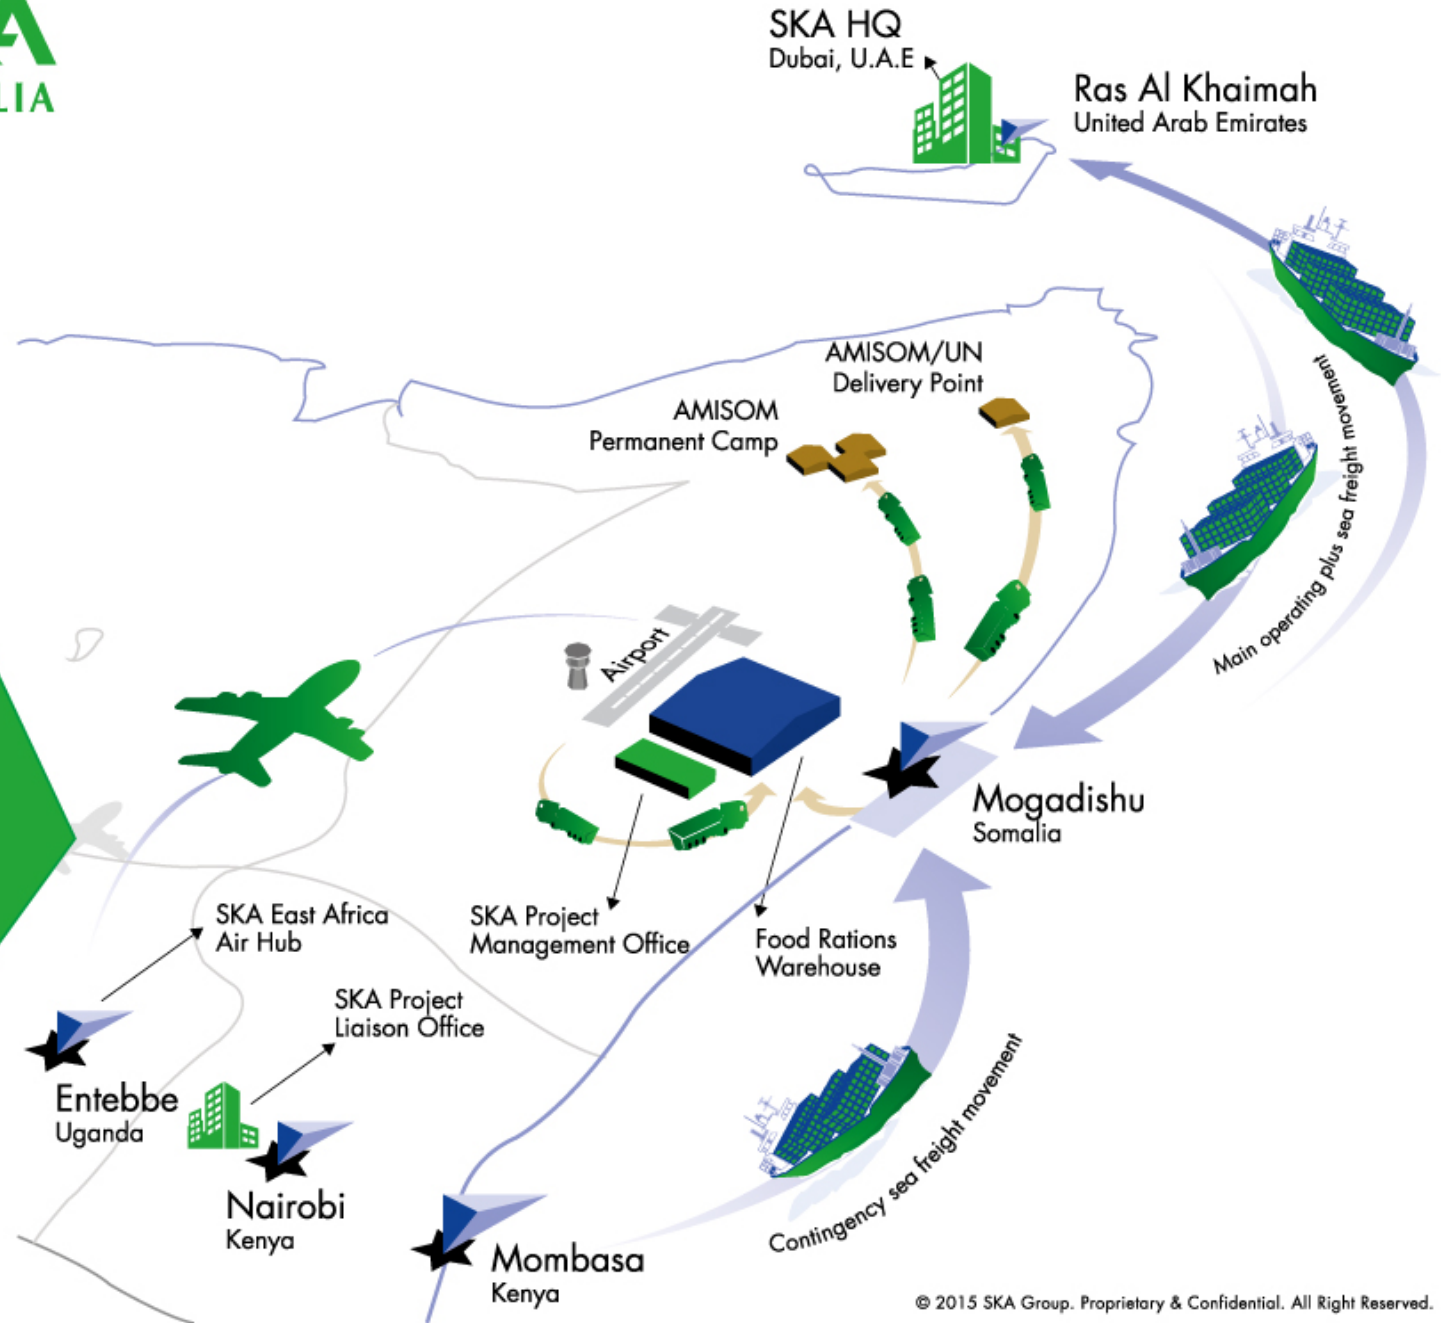 A
LIA
SKA HQ
Dubai, U.A.E
Ras Al Khaimah
United Arab Emirates
AMISOM/UN
Delivery Point
AMISOM
Permanent Camp
Main operating plus sea freight movement
Airport
Mogadishu
Somalia
SKA East Africa
Air Hub
SKA Project
Management Office
Food Rations
Warehouse
SKA Project
Liaison Office
Entebbe
Uganda
Nairobi
Kenya
Mombasa
Kenya
Contingency sea freight movement
© 2015 SKA Group. Proprietary & Confidential. All Right Reserved.